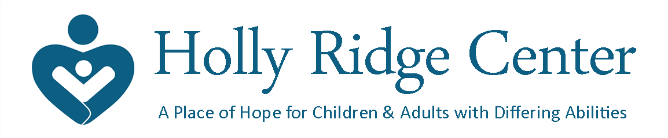 Holly Ridge Center
A Place of Hope for Children & Adults with Differing Abilities